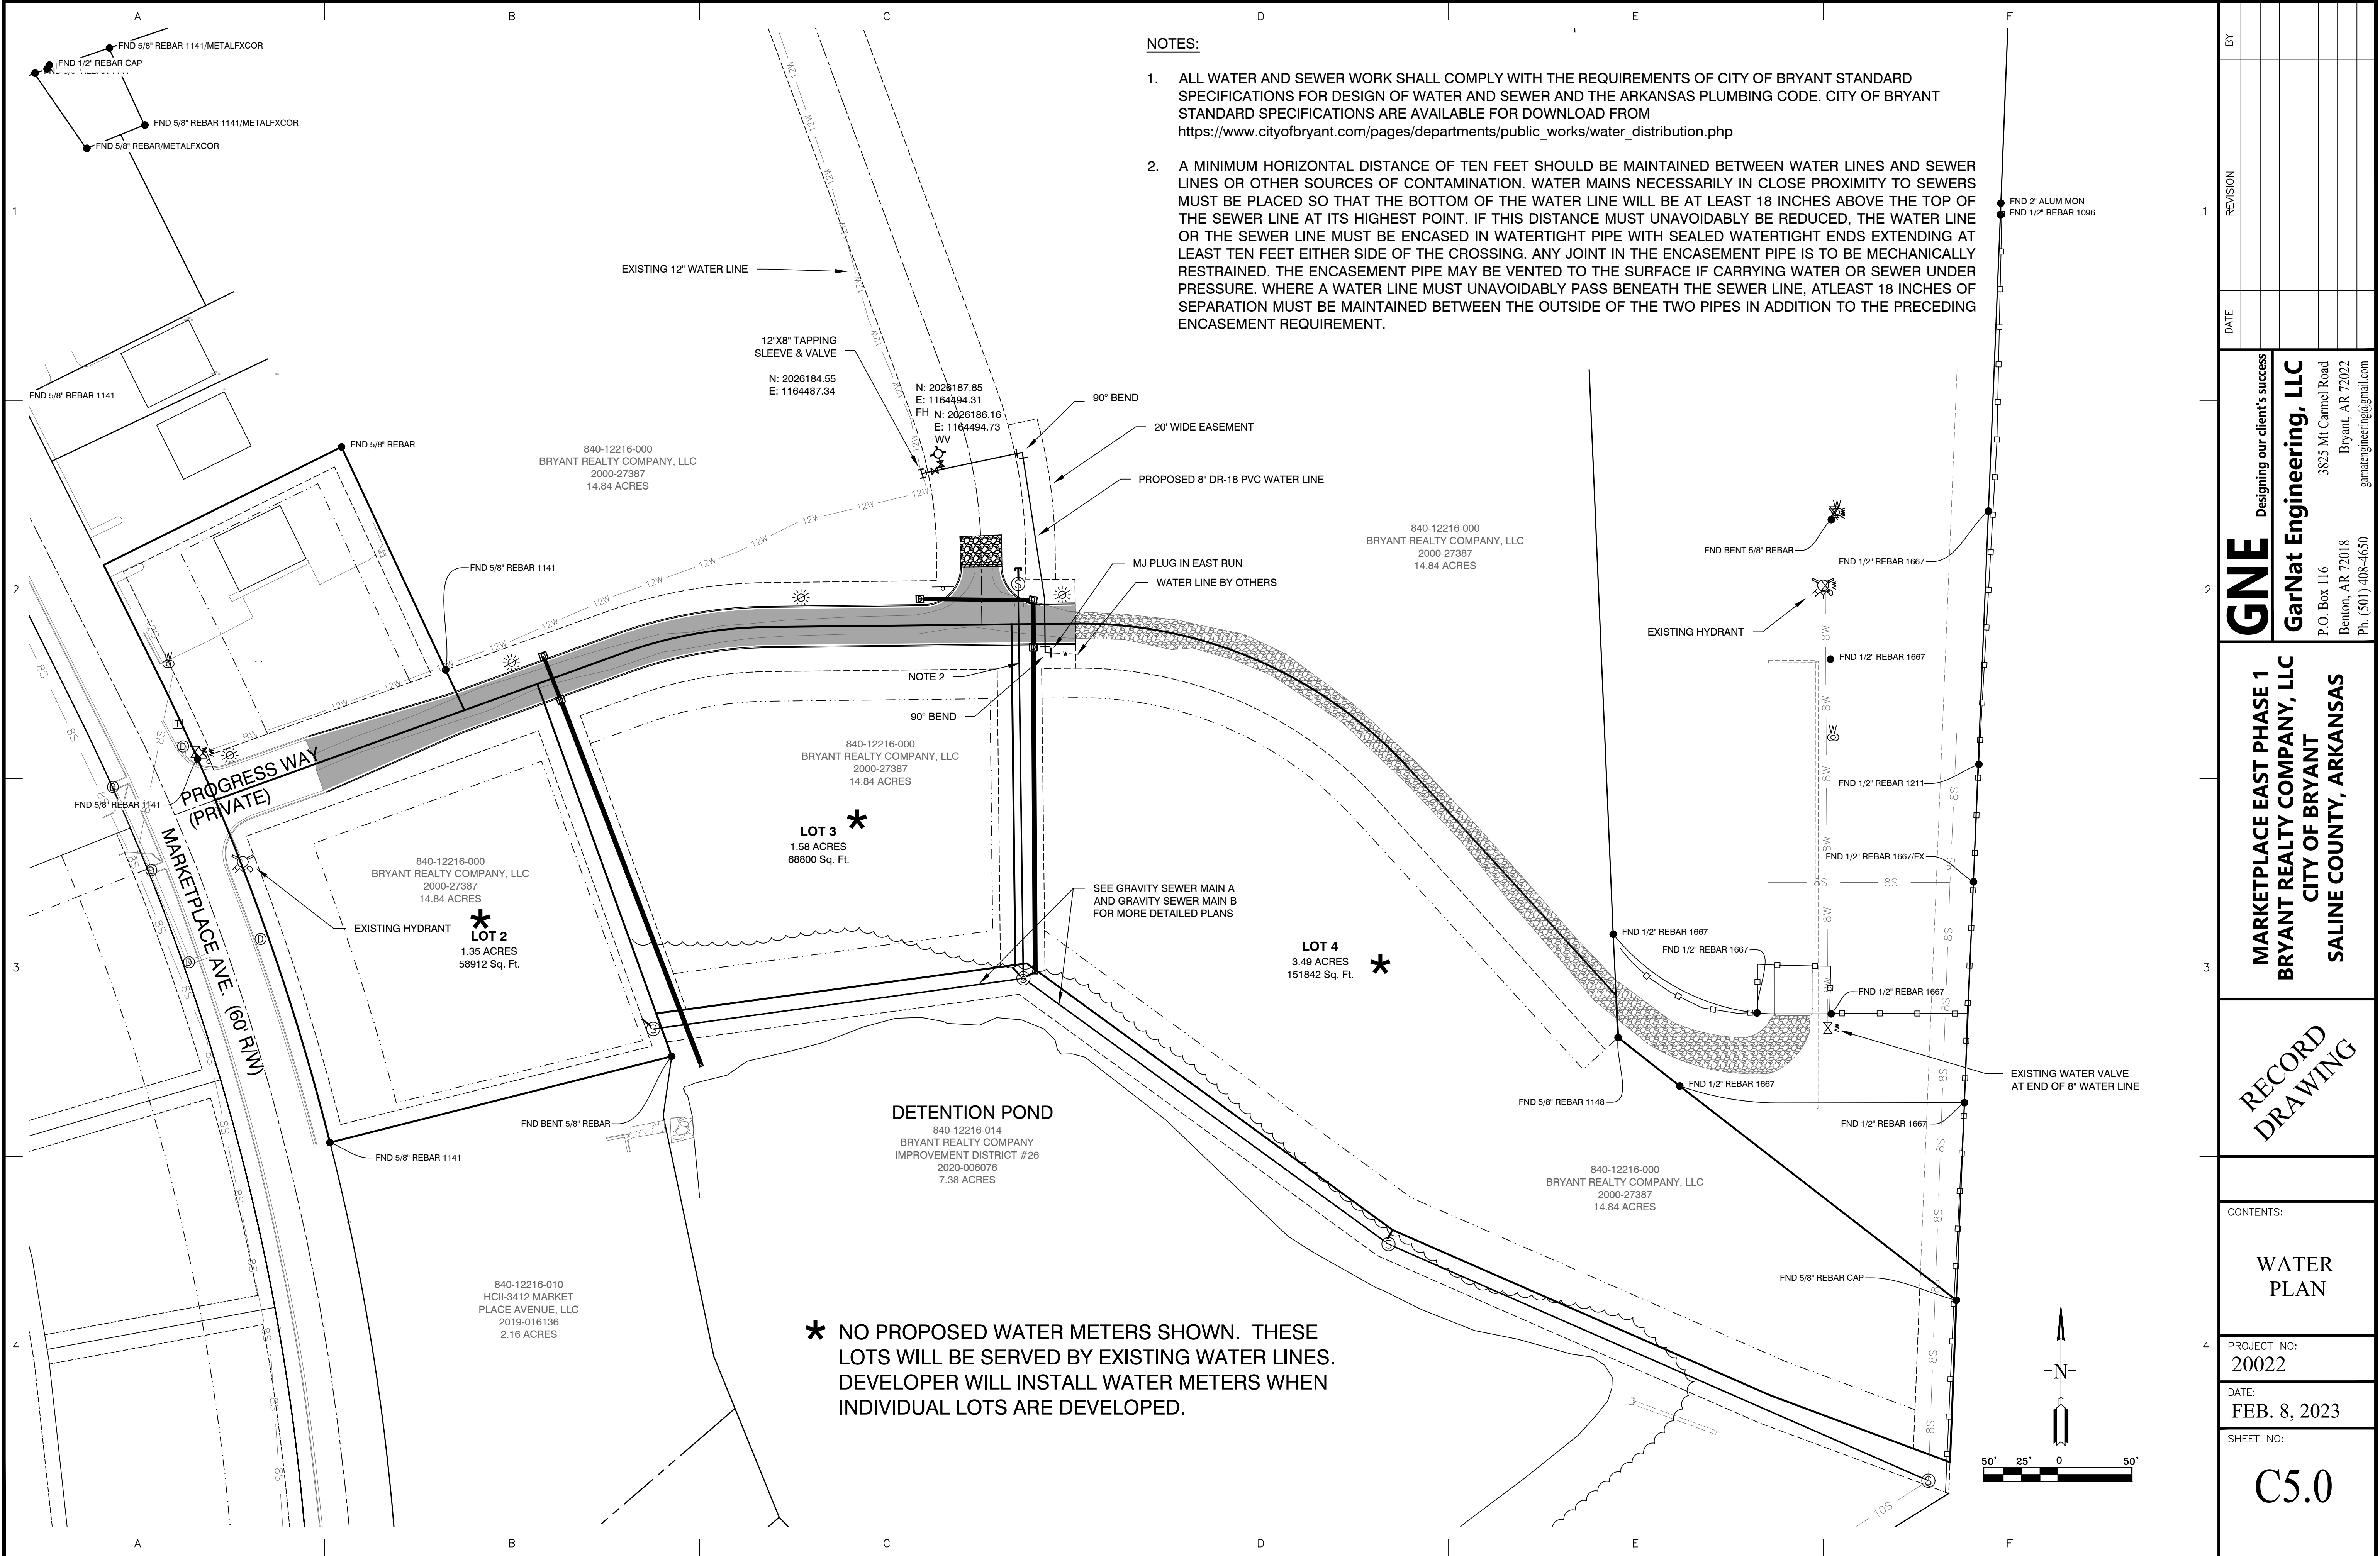 A
B
C
D
E
F
NOTES:
1. ALL WATER AND SEWER WORK SHALL COMPLY WITH THE REQUIREMENTS OF CITY OF BRYANT STANDARD
SPECIFICATIONS FOR DESIGN OF WATER AND SEWER AND THE ARKANSAS PLUMBING CODE. CITY OF BRYANT
STANDARD SPECIFICATIONS ARE AVAILABLE FOR DOWNLOAD FROM
https://www.cityofbryant.com/pages/departments/public_works/water_distribution.php
2. A MINIMUM HORIZONTAL DISTANCE OF TEN FEET SHOULD BE MAINTAINED BETWEEN WATER LINES AND SEWER
LINES OR OTHER SOURCES OF CONTAMINATION. WATER MAINS NECESSARILY IN CLOSE PROXIMITY TO SEWERS
MUST BE PLACED SO THAT THE BOTTOM OF THE WATER LINE WILL BE AT LEAST 18 INCHES ABOVE THE TOP OF
THE SEWER LINE AT ITS HIGHEST POINT. IF THIS DISTANCE MUST UNAVOIDABLY BE REDUCED, THE WATER LINE
OR THE SEWER LINE MUST BE ENCASED IN WATERTIGHT PIPE WITH SEALED WATERTIGHT ENDS EXTENDING AT
LEAST TEN FEET EITHER SIDE OF THE CROSSING. ANY JOINT IN THE ENCASEMENT PIPE IS TO BE MECHANICALLY
RESTRAINED. THE ENCASEMENT PIPE MAY BE VENTED TO THE SURFACE IF CARRYING WATER OR SEWER UNDER
PRESSURE. WHERE A WATER LINE MUST UNAVOIDABLY PASS BENEATH THE SEWER LINE, ATLEAST 18 INCHES OF
SEPARATION MUST BE MAINTAINED BETWEEN THE OUTSIDE OF THE TWO PIPES IN ADDITION TO THE PRECEDING
ENCASEMENT REQUIREMENT.
FND 5/8" REBAR 1141/METALFXCOR
FND 1/2" REBAR CAP
FND 5/8" REBAR 1141/METALFXCOR
FND 5/8" REBAR/METALFXCOR
1
1
FND 2" ALUM MON
FND 1/2" REBAR 1096
EXISTING 12" WATER LINE
12"X8" TAPPING
SLEEVE & VALVE
N: 2026184.55
E: 1164487.34
N: 2026187.85
E: 1164494.31
FH
N: 2026186.16
E: 1164494.73
WV
90° BEND
20' WIDE EASEMENT
PROPOSED 8" DR-18 PVC WATER LINE
FND 5/8" REBAR 1141
FND 5/8" REBAR
840-12216-000
BRYANT REALTY COMPANY, LLC
2000-27387
14.84 ACRES
840-12216-000
BRYANT REALTY COMPANY, LLC
2000-27387
14.84 ACRES
FND BENT 5/8" REBAR
FND 1/2" REBAR 1667
FND 5/8" REBAR 1141
MJ PLUG IN EAST RUN
WATER LINE BY OTHERS
2
2
EXISTING HYDRANT
FND 1/2" REBAR 1667
NOTE 2
90° BEND
PROGRESS WAY
(PRIVATE)
FND 5/8" REBAR 1141
840-12216-000
BRYANT REALTY COMPANY, LLC
2000-27387
14.84 ACRES
FND 1/2" REBAR 1211
LOT 3 *
1.58 ACRES
68800 Sq. Ft.
FND 1/2" REBAR 1667/FX
MARKETPLACE AVE. (60' R/W)
840-12216-000
BRYANT REALTY COMPANY, LLC
2000-27387
14.84 ACRES
*
LOT 2
1.35 ACRES
58912 Sq. Ft.
EXISTING HYDRANT
SEE GRAVITY SEWER MAIN A
AND GRAVITY SEWER MAIN B
FOR MORE DETAILED PLANS
LOT 4 *
3.49 ACRES
151842 Sq. Ft.
FND 1/2" REBAR 1667
FND 1/2" REBAR 1667
FND 1/2" REBAR 1667
3
3
EXISTING WATER VALVE
AT END OF 8" WATER LINE
FND 1/2" REBAR 1667
FND 5/8" REBAR 1148
FND 1/2" REBAR 1667
FND BENT 5/8" REBAR
FND 5/8" REBAR 1141
DETENTION POND
840-12216-014
BRYANT REALTY COMPANY
IMPROVEMENT DISTRICT #26
2020-006076
7.38 ACRES
840-12216-000
BRYANT REALTY COMPANY, LLC
2000-27387
14.84 ACRES
FND 5/8" REBAR CAP
840-12216-010
HCII-3412 MARKET
PLACE AVENUE, LLC
2019-016136
2.16 ACRES
* NO PROPOSED WATER METERS SHOWN. THESE
LOTS WILL BE SERVED BY EXISTING WATER LINES.
DEVELOPER WILL INSTALL WATER METERS WHEN
INDIVIDUAL LOTS ARE DEVELOPED.
4
4
-N-
50' 25' 0 50'
10S
A
B
C
D
E
F
BY
REVISION
DATE
GNE
Designing our client's success
GarNat Engineering, LLC
3825 Mt Carmel Road
Bryant, AR 72022
garnatengineering@gmail.com
P.O. Box 116
Benton, AR 72018
Ph. (501) 408-4650
MARKETPLACE EAST PHASE 1
BRYANT REALTY COMPANY, LLC
CITY OF BRYANT
SALINE COUNTY, ARKANSAS
RECORD
DRAWING
CONTENTS:
WATER
PLAN
PROJECT NO:
20022
DATE:
FEB. 8, 2023
SHEET NO:
C5.0